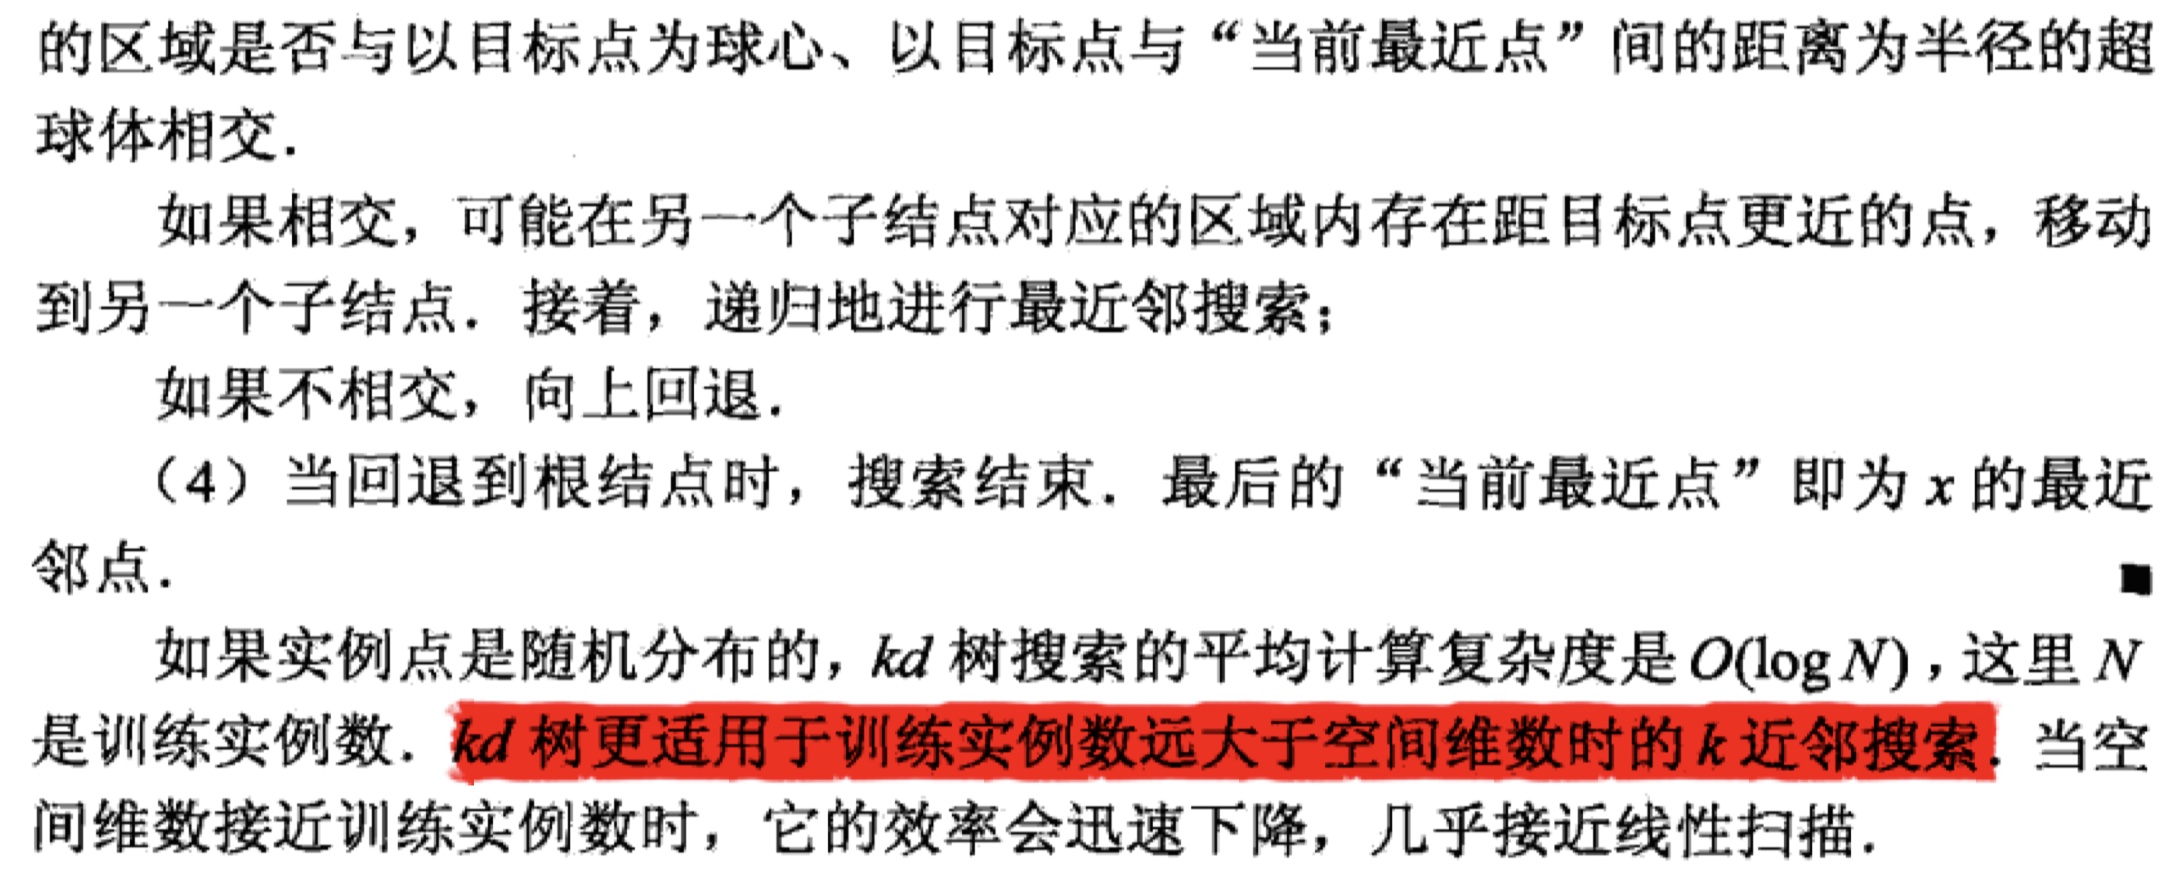 的区域是否与以目标点为球心、以目标点与“当前最近点”间的距离为半径的超
球体相交．
如果相交，可能在另一个子结点对应的区域内存在距目标点更近的点，移动
到另一个子结点．接着，递归地进行最近邻搜索；
如果不相交，向上回退．
（4）当回退到根结点时，搜索结束．最后的“当前最近点”即为 x 的最近
邻点．
如果实例点是随机分布的，kd 树搜索的平均计算复杂度是 O(log N)，这里 N
是训练实例数．kd 树更适用于训练实例数远大于空间维数时的 k 近邻搜索．当空
间维数接近训练实例数时，它的效率会迅速下降，几乎接近线性扫描．